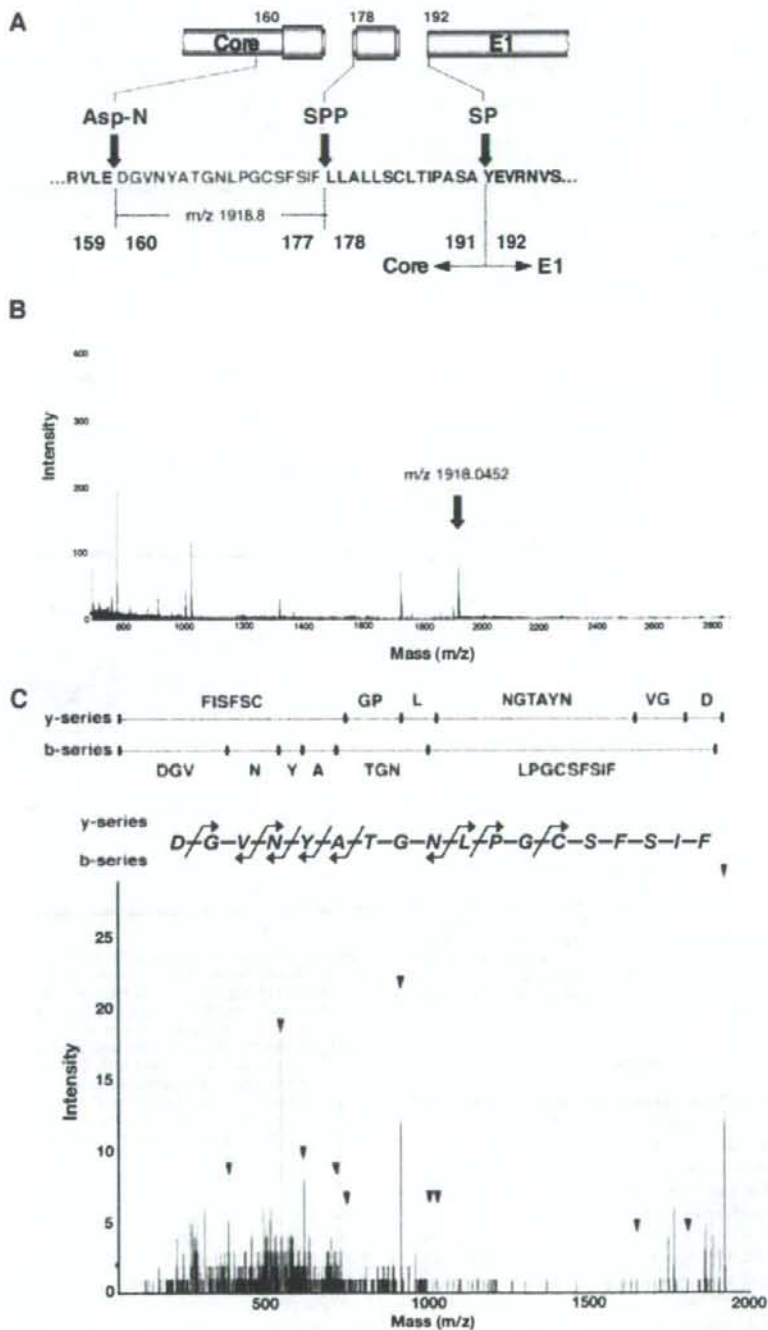 A
160 178 192
Core E1
Asp-N SPP SP
...RVLE DGVNYATGNLPGCSFSIF LLALLSCLTIPASA YEVRNVS...
m/z 1918.8
159 160 177 178 191 192
Core E1
B
400
300
200
100
0
Intensity
m/z 1918.0452
800 1000 1200 1400 1600 1800 2000 2200 2400 2600 2800
Mass (m/z)
C
FISFSC GP L NGTAYN VG D
y-series
b-series
DGV N Y A TGN LPGCSFSIF
y-series
D-G-V-N-Y-A-T-G-N-L-P-G-C-S-F-S-I-F
b-series
25
20
15
10
5
0
Intensity
500 1000 1500 2000
Mass (m/z)